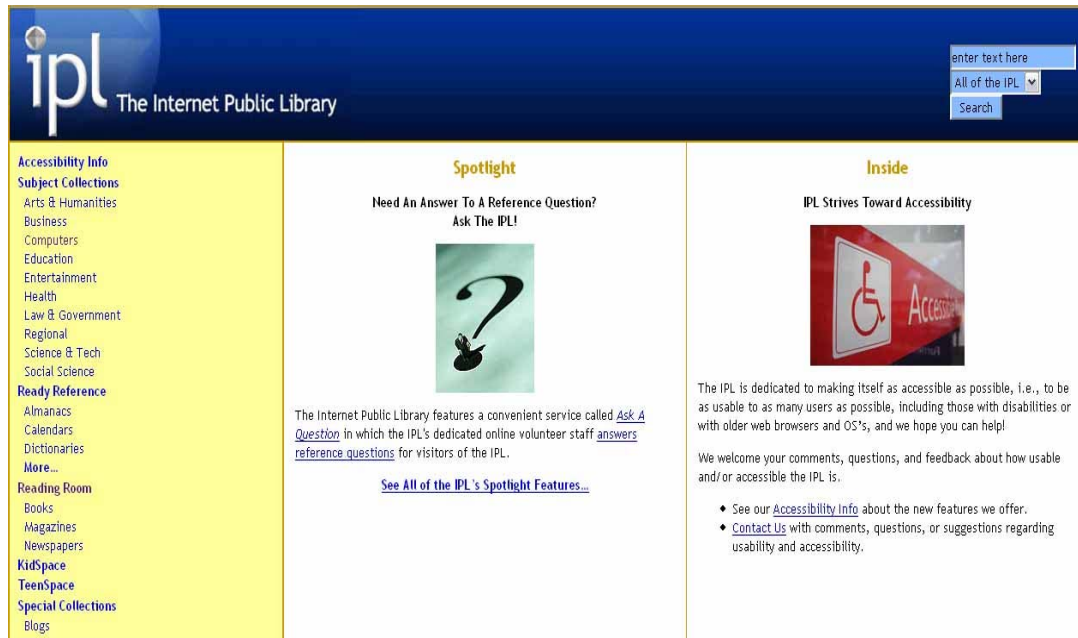 ipl The Internet Public Library
enter text here
All of the IPL
Search
Accessibility Info
Subject Collections
Arts & Humanities
Business
Computers
Education
Entertainment
Health
Law & Government
Regional
Science & Tech
Social Science
Ready Reference
Almanacs
Calendars
Dictionaries
More...
Reading Room
Books
Magazines
Newspapers
KidSpace
TeenSpace
Special Collections
Blogs
Spotlight
Need An Answer To A Reference Question?
Ask The IPL!
?
The Internet Public Library features a convenient service called Ask A
Question in which the IPL's dedicated online volunteer staff answers
reference questions for visitors of the IPL.
See All of the IPL's Spotlight Features...
Inside
IPL Strives Toward Accessibility
The IPL is dedicated to making itself as accessible as possible, i.e., to be
as usable to as many users as possible, including those with disabilities or
with older web browsers and OS's, and we hope you can help!
We welcome your comments, questions, and feedback about how usable
and/or accessible the IPL is.
◆ See our Accessibility Info about the new features we offer.
◆ Contact Us with comments, questions, or suggestions regarding
usability and accessibility.